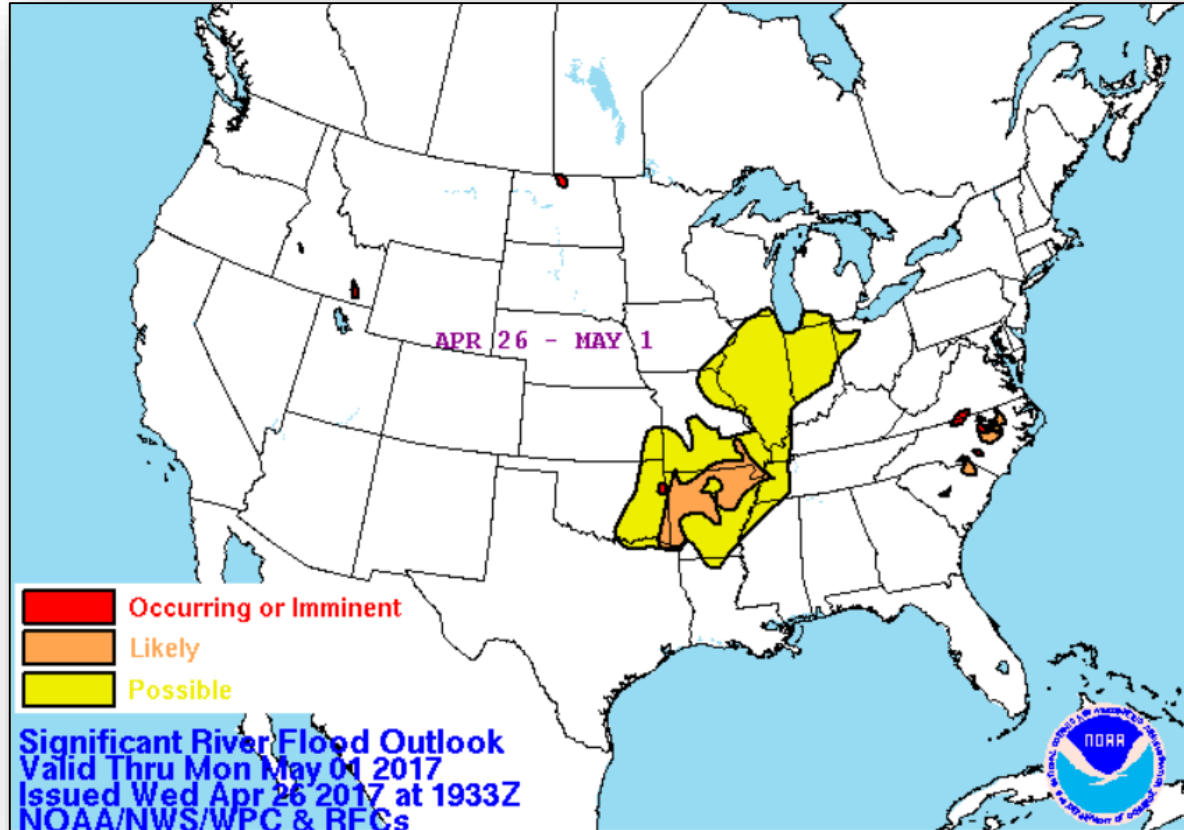 APR 26 - MAY 1
Occurring or Imminent
Likely
Possible
Significant River Flood Outlook
Valid Thru Mon May 01 2017
Issued Wed Apr 26 2017 at 1933Z
NOAA/NWS/WPC & RFCs
NOAA